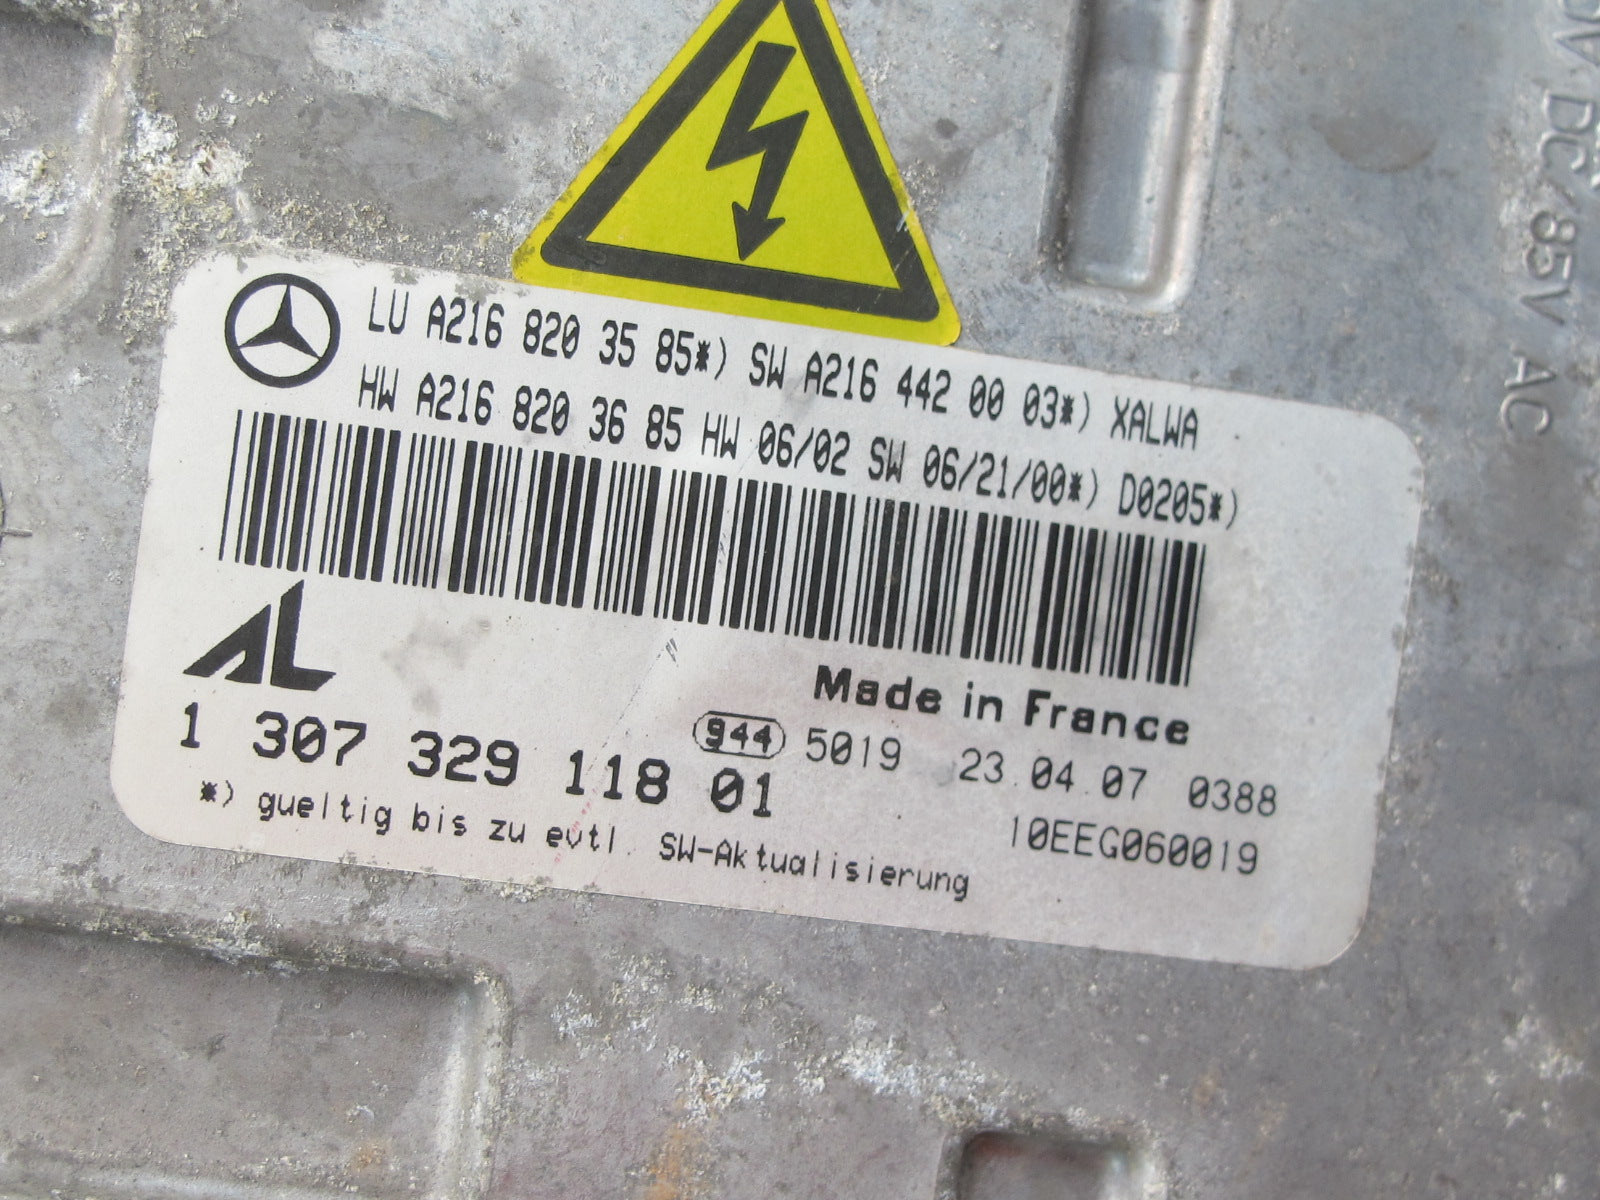 LU A216 820 35 85*) SW A216 442 00 03*) XALWA
HW A216 820 36 85 HW 06/02 SW 06/21/00*) D0205*)
AL
Made in France
1 307 329 118 01
944 5019 23.04.07 0388
10EEG060019
*) gueltig bis zu evtl. SW-Aktualisierung
V DC/85V AC